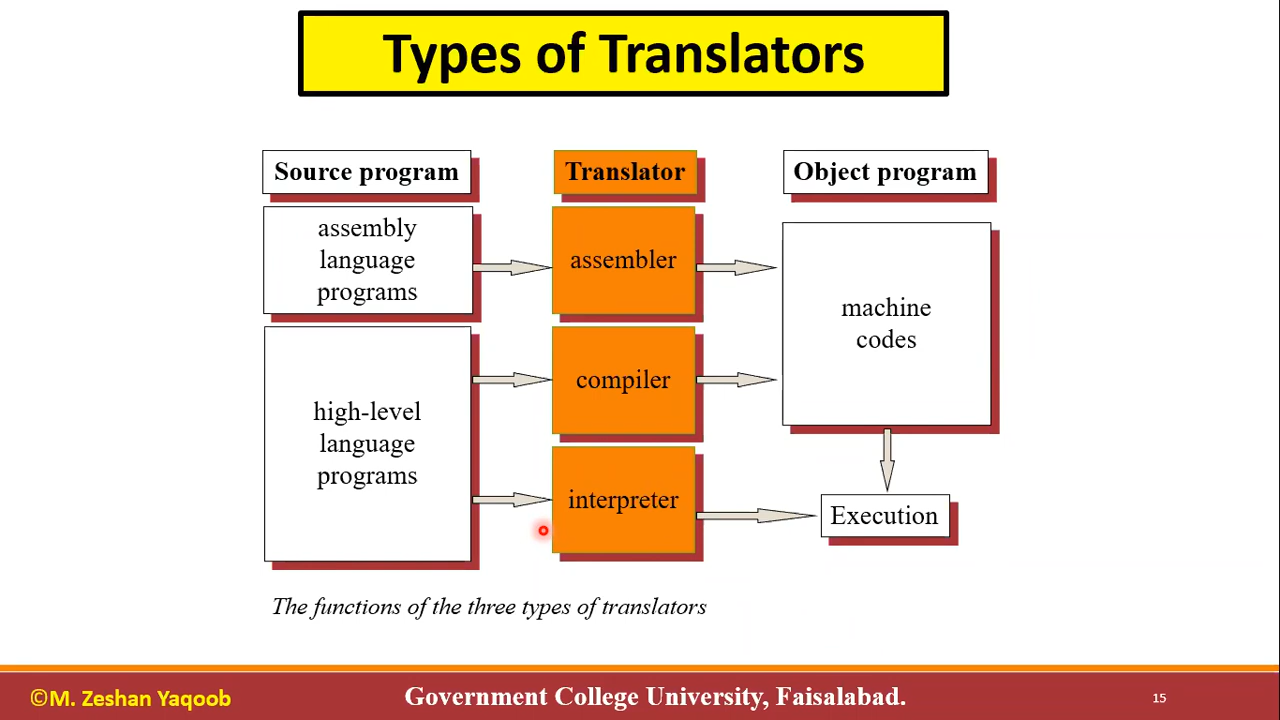 Types of Translators
Source program
Translator
Object program
assembly
language
programs
assembler
machine
codes
high-level
language
programs
compiler
interpreter
Execution
The functions of the three types of translators
©M. Zeshan Yaqoob
Government College University, Faisalabad.
15